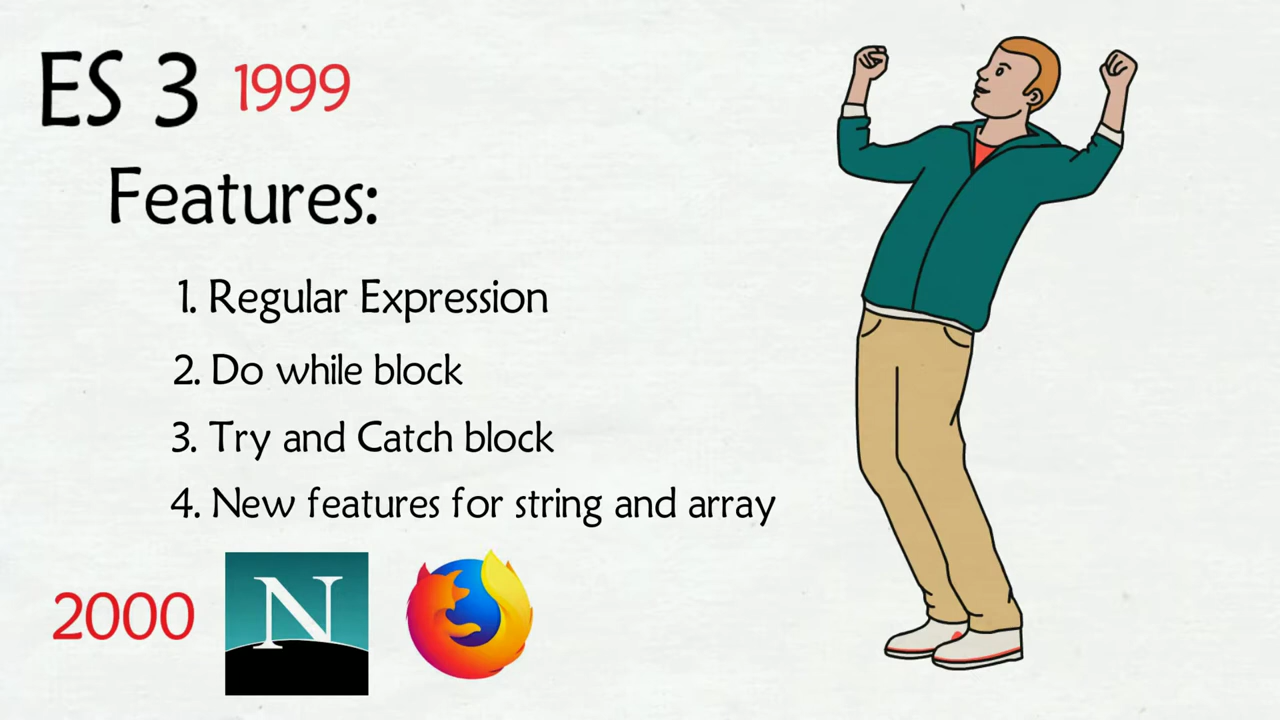 ES 3 1999
Features:
1. Regular Expression
2. Do while block
3. Try and Catch block
4. New features for string and array
2000 N